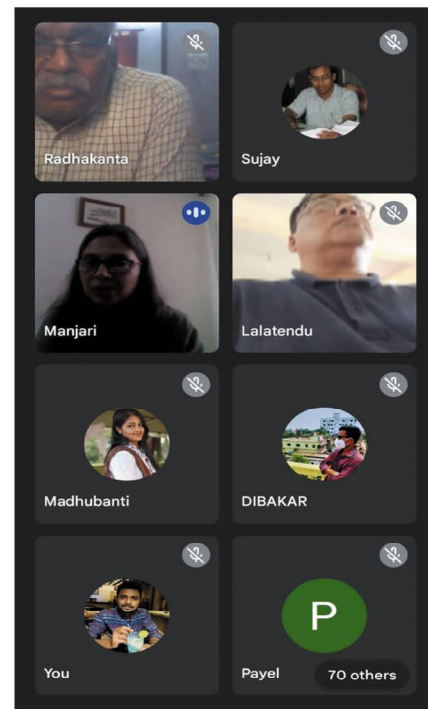 Radhakanta
Sujay
Manjari
Lalatendu
Madhubanti
DIBAKAR
You
P
Payel
70 others